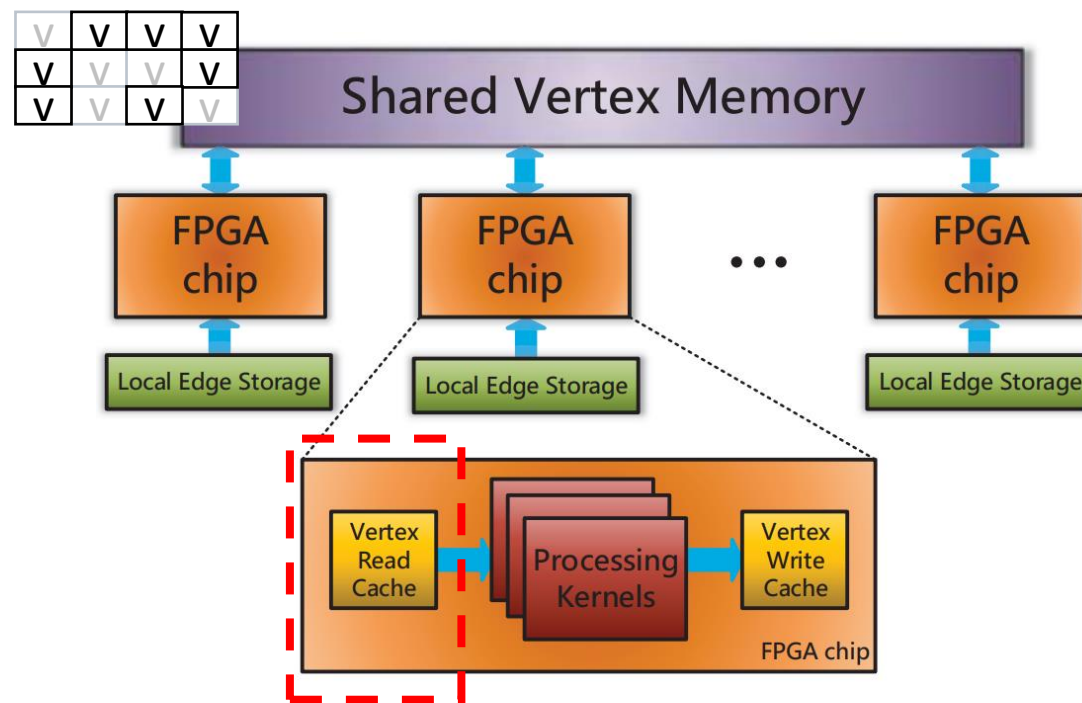 V V V V
V V V V
V V V V
Shared Vertex Memory
FPGA chip
FPGA chip
...
FPGA chip
Local Edge Storage
Local Edge Storage
Local Edge Storage
Vertex
Read
Cache
Processing
Kernels
Vertex
Write
Cache
FPGA chip